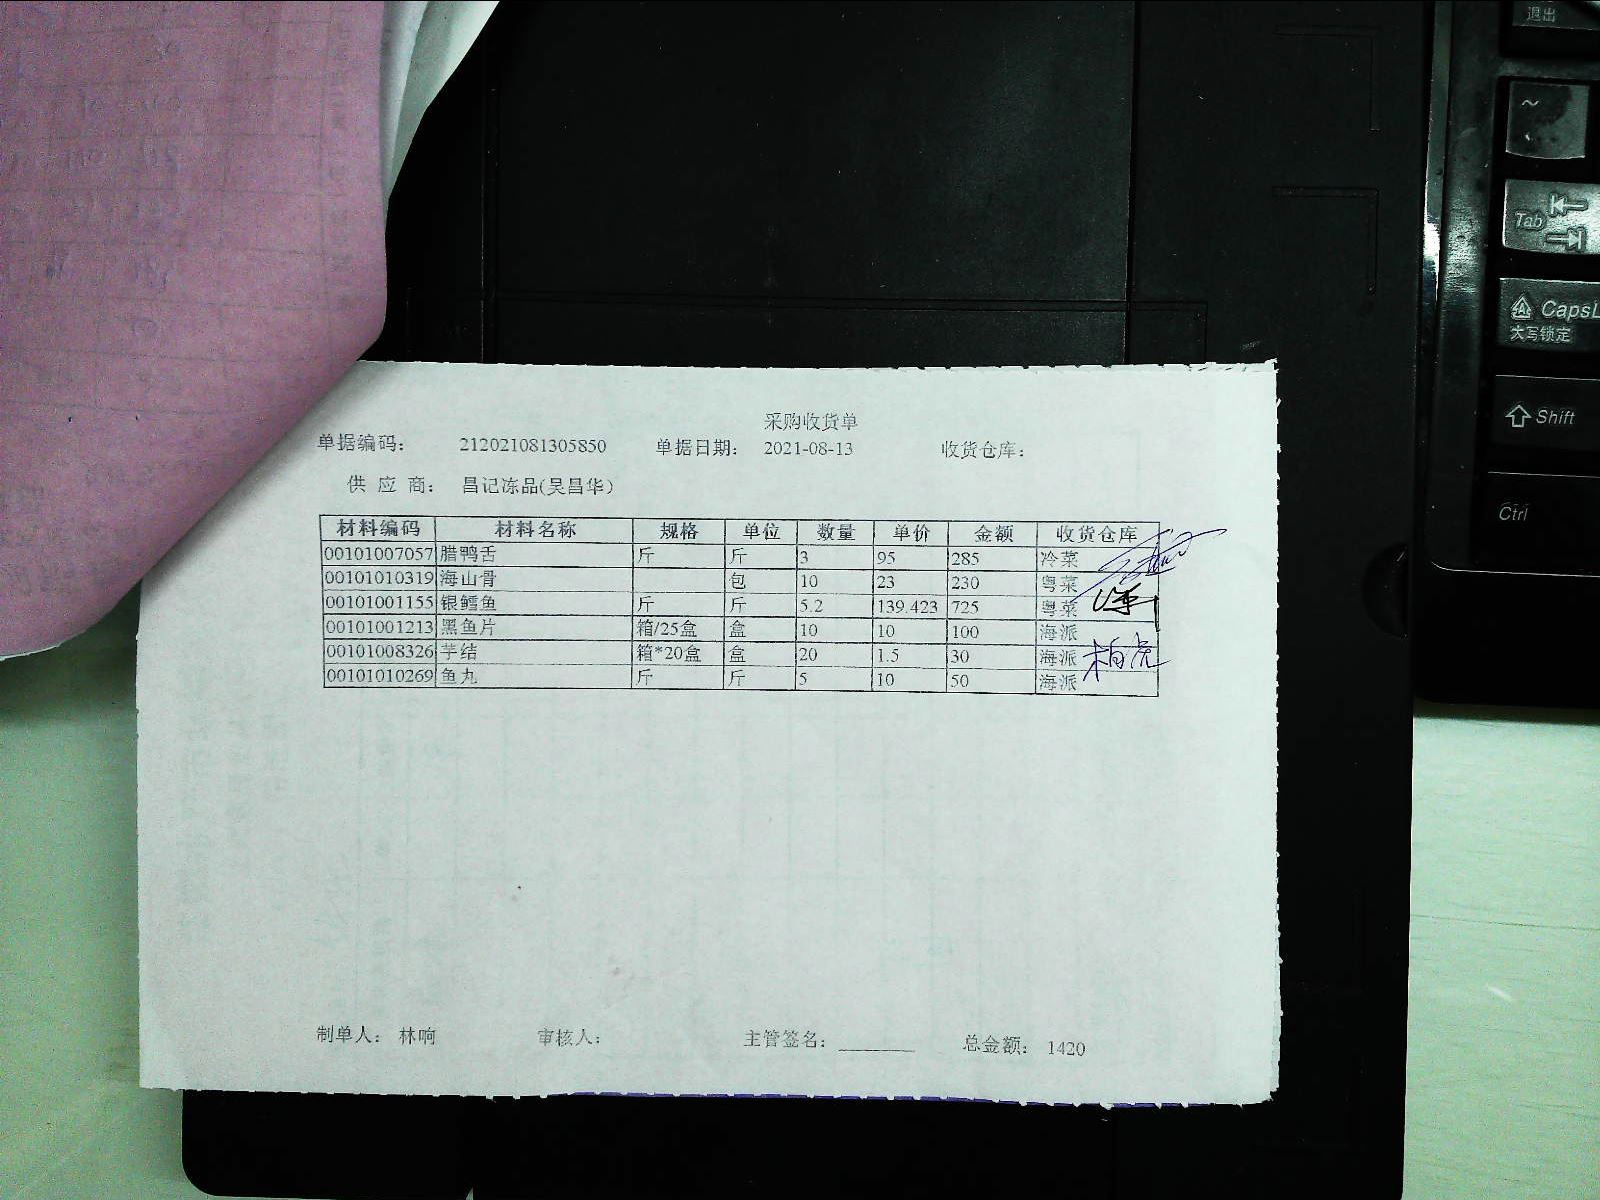 采购收货单
单据编码： 212021081305850 单据日期： 2021-08-13 收货仓库：
供 应 商： 昌记冻品(吴昌华)
材料编码 材料名称 规格 单位 数量 单价 金额 收货仓库
00101007057 腊鸭舌 斤 斤 3 95 285 冷菜
00101010319 海山骨 包 10 23 230 粤菜
00101001155 银鳕鱼 斤 斤 5.2 139.423 725 粤菜
00101001213 黑鱼片 箱/25盒 盒 10 10 100 海派
00101008326 芋结 箱*20盒 盒 20 1.5 30 海派
00101010269 鱼丸 斤 斤 5 10 50 海派
制单人： 林响 审核人： 主管签名： 总金额： 1420
退出
~
Tab
CapsL
大写锁定
Shift
Ctrl